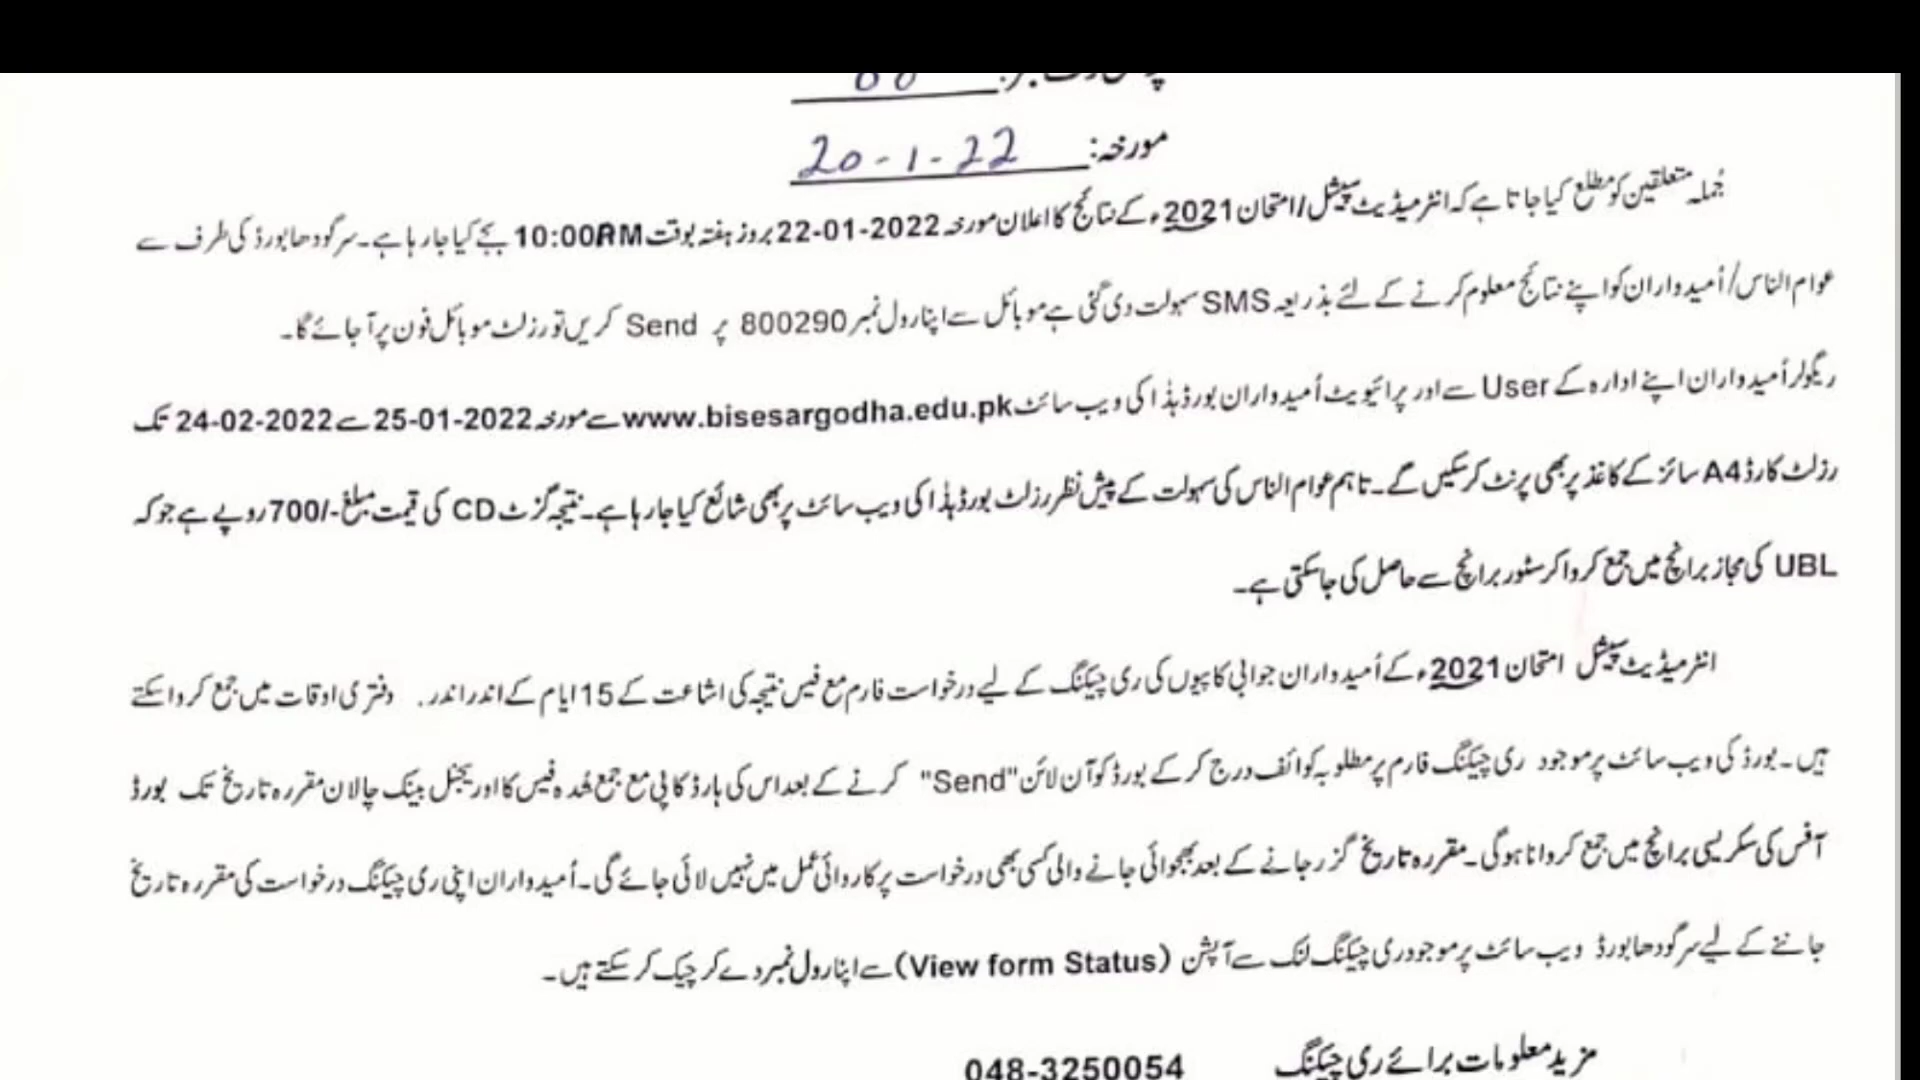 مورخہ: 20-1-22
جملہ متعلقین کو مطلع کیا جاتا ہے کہ انٹرمیڈیٹ سپیشل/امتحان 2021ء کے نتائج کا اعلان مورخہ 22-01-2022 بروز ہفتہ بوقت 10:00AM بجے کیا جا رہا ہے۔ سرگودھا بورڈ کی طرف سے
عوام الناس/اُمیدواران کو اپنے نتائج معلوم کرنے کے لئے بذریعہ SMS سہولت دی گئی ہے موبائل سے اپنا رول نمبر 800290 پر Send کریں تو رزلٹ موبائل فون پر آ جائے گا۔
ریگولر اُمیدواران اپنے ادارہ کے User سے اور پرائیویٹ اُمیدواران بورڈ ہٰذا کی ویب سائٹ www.bisesargodha.edu.pk سے مورخہ 25-01-2022 سے 24-02-2022 تک
رزلٹ کارڈ A4 سائز کے کاغذ پر بھی پرنٹ کر سکیں گے۔ تاہم عوام الناس کی سہولت کے پیش نظر رزلٹ بورڈ ہٰذا کی ویب سائٹ پر بھی شائع کیا جا رہا ہے۔ نتیجہ گزٹ CD کی قیمت مبلغ -/700 روپے ہے جو کہ
UBL کی مجاز برانچ میں جمع کروا کر سٹور برانچ سے حاصل کی جا سکتی ہے۔
انٹرمیڈیٹ سپیشل امتحان 2021ء کے اُمیدواران جوابی کاپیوں کی ری چیکنگ کے لیے درخواست فارم مع فیس نتیجہ کی اشاعت کے 15 ایام کے اندر اندر . دفتری اوقات میں جمع کروا سکتے
ہیں۔ بورڈ کی ویب سائٹ پر موجود ری چیکنگ فارم پر مطلوبہ کوائف درج کر کے بورڈ کو آن لائن "Send" کرنے کے بعد اس کی ہارڈ کاپی مع جمع شُدہ فیس کا اوریجنل بینک چالان مقررہ تاریخ تک بورڈ
آفس کی سکریسی برانچ میں جمع کروانا ہوگی۔ مقررہ تاریخ گزر جانے کے بعد بھجوائی جانے والی کسی بھی درخواست پر کاروائی عمل میں نہیں لائی جائے گی۔ اُمیدواران اپنی ری چیکنگ درخواست کی مقررہ تاریخ
جاننے کے لیے سرگودھا بورڈ ویب سائٹ پر موجود ری چیکنگ لنک سے آپشن (View form Status) سے اپنا رول نمبر دے کر چیک کر سکتے ہیں۔
مزید معلومات برائے ری چیکنگ 048-3250054